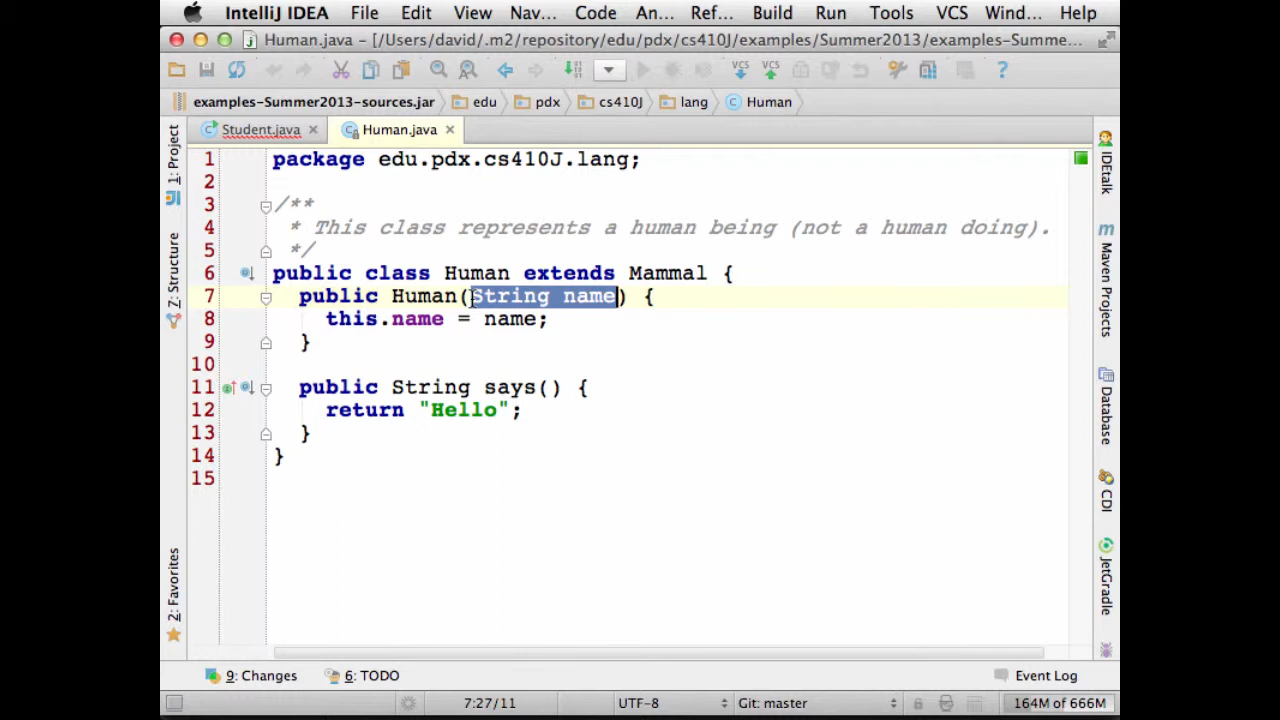 IntelliJ IDEA File Edit View Nav... Code An... Ref... Build Run Tools VCS Wind... Help
Human.java - [/Users/david/.m2/repository/edu/pdx/cs410J/examples/Summer2013/examples-Summe...
VCS VCS ?
examples-Summer2013-sources.jar edu pdx cs410J lang Human
Student.java Human.java
1 package edu.pdx.cs410J.lang;
2
3 /**
4 * This class represents a human being (not a human doing).
5 */
6 public class Human extends Mammal {
7 public Human(String name) {
8 this.name = name;
9 }
10
11 public String says() {
12 return "Hello";
13 }
14 }
15
1: Project
7: Structure
2: Favorites
IDEtalk
Maven Projects
Database
CDI
JetGradle
9: Changes 6: TODO Event Log
7:27/11 UTF-8 Git: master 164M of 666M